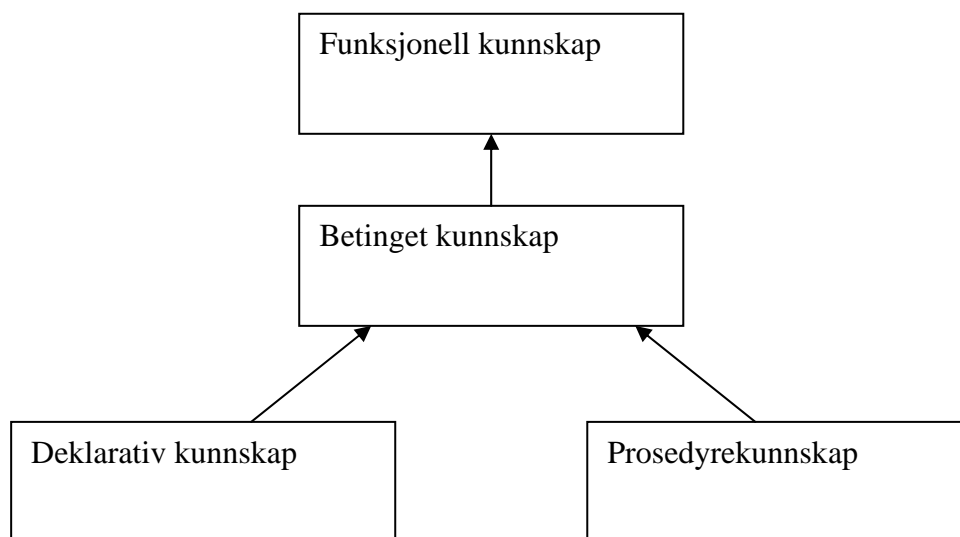 Funksjonell kunnskap
Betinget kunnskap
Deklarativ kunnskap
Prosedyrekunnskap